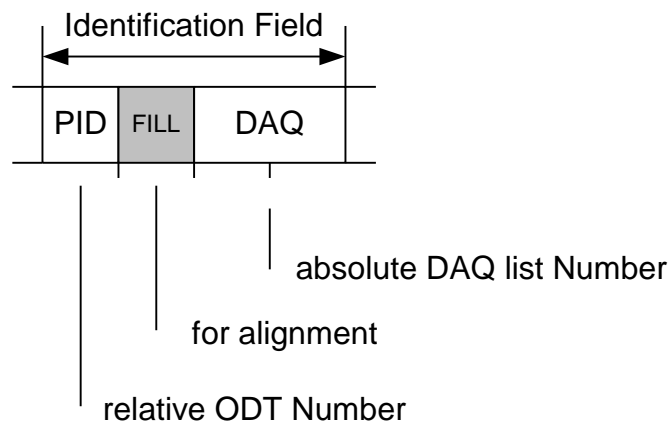 Identification Field
PID FILL DAQ
absolute DAQ list Number
for alignment
relative ODT Number